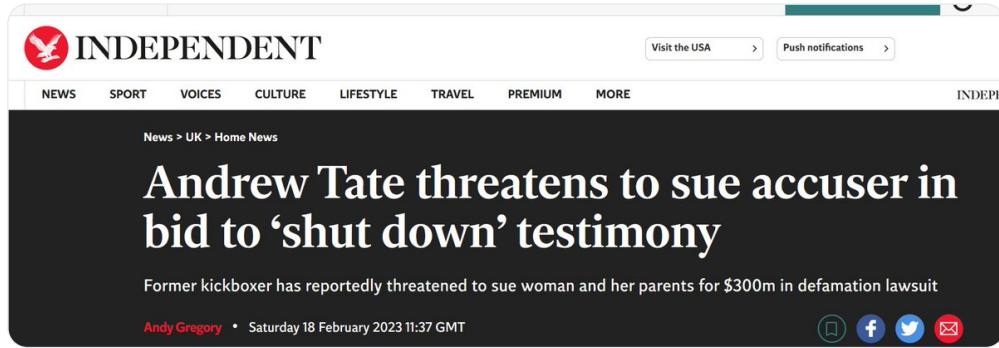 INDEPENDENT
Visit the USA >
Push notifications >
NEWS SPORT VOICES CULTURE LIFESTYLE TRAVEL PREMIUM MORE
News > UK > Home News
Andrew Tate threatens to sue accuser in
bid to ‘shut down’ testimony
Former kickboxer has reportedly threatened to sue woman and her parents for $300m in defamation lawsuit
Andy Gregory • Saturday 18 February 2023 11:37 GMT